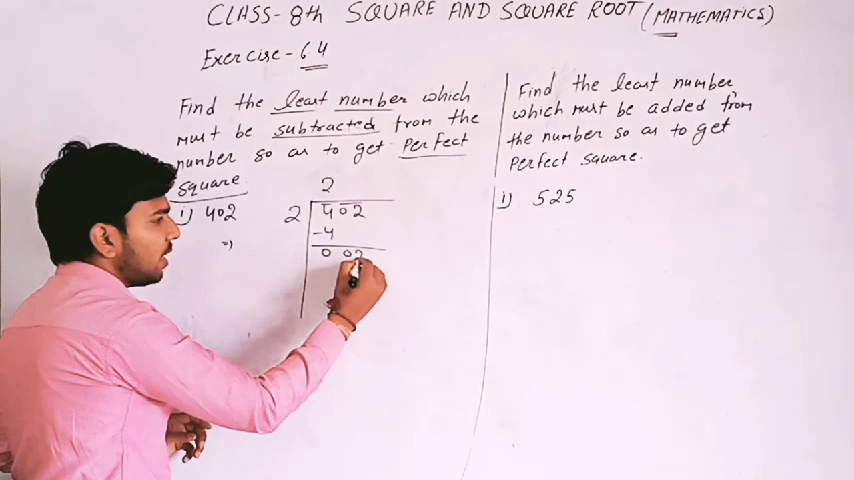 CLASS-8th SQUARE AND SQUARE ROOT (MATHEMATICS)
Exercise-6.4
Find the least number which
must be subtracted from the
number so as to get Perfect
square.
i) 402
2
2 402
-4
0 02
Find the least number
which must be added from
the number so as to get
Perfect square.
i) 525